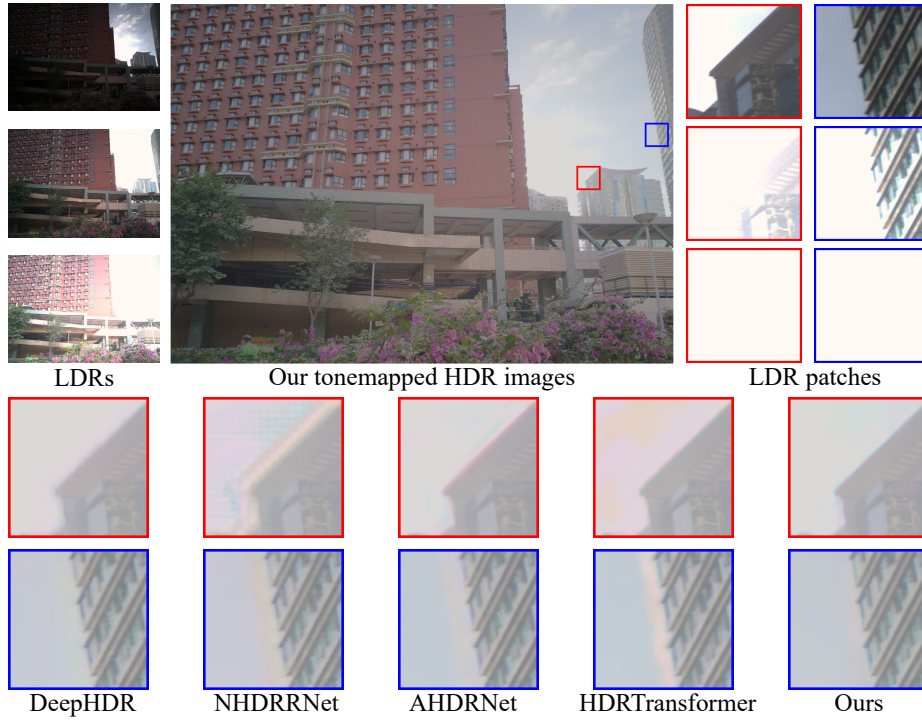 LDRs
Our tonemapped HDR images
LDR patches
DeepHDR
NHDRRNet
AHDRNet
HDRTransformer
Ours